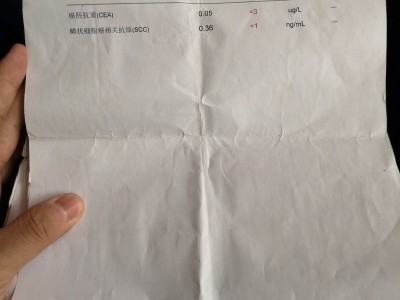 癌胚抗原(CEA) 0.05 <3 ug/L —
鳞状细胞癌相关抗原(SCC) 0.36 <1 ng/mL —